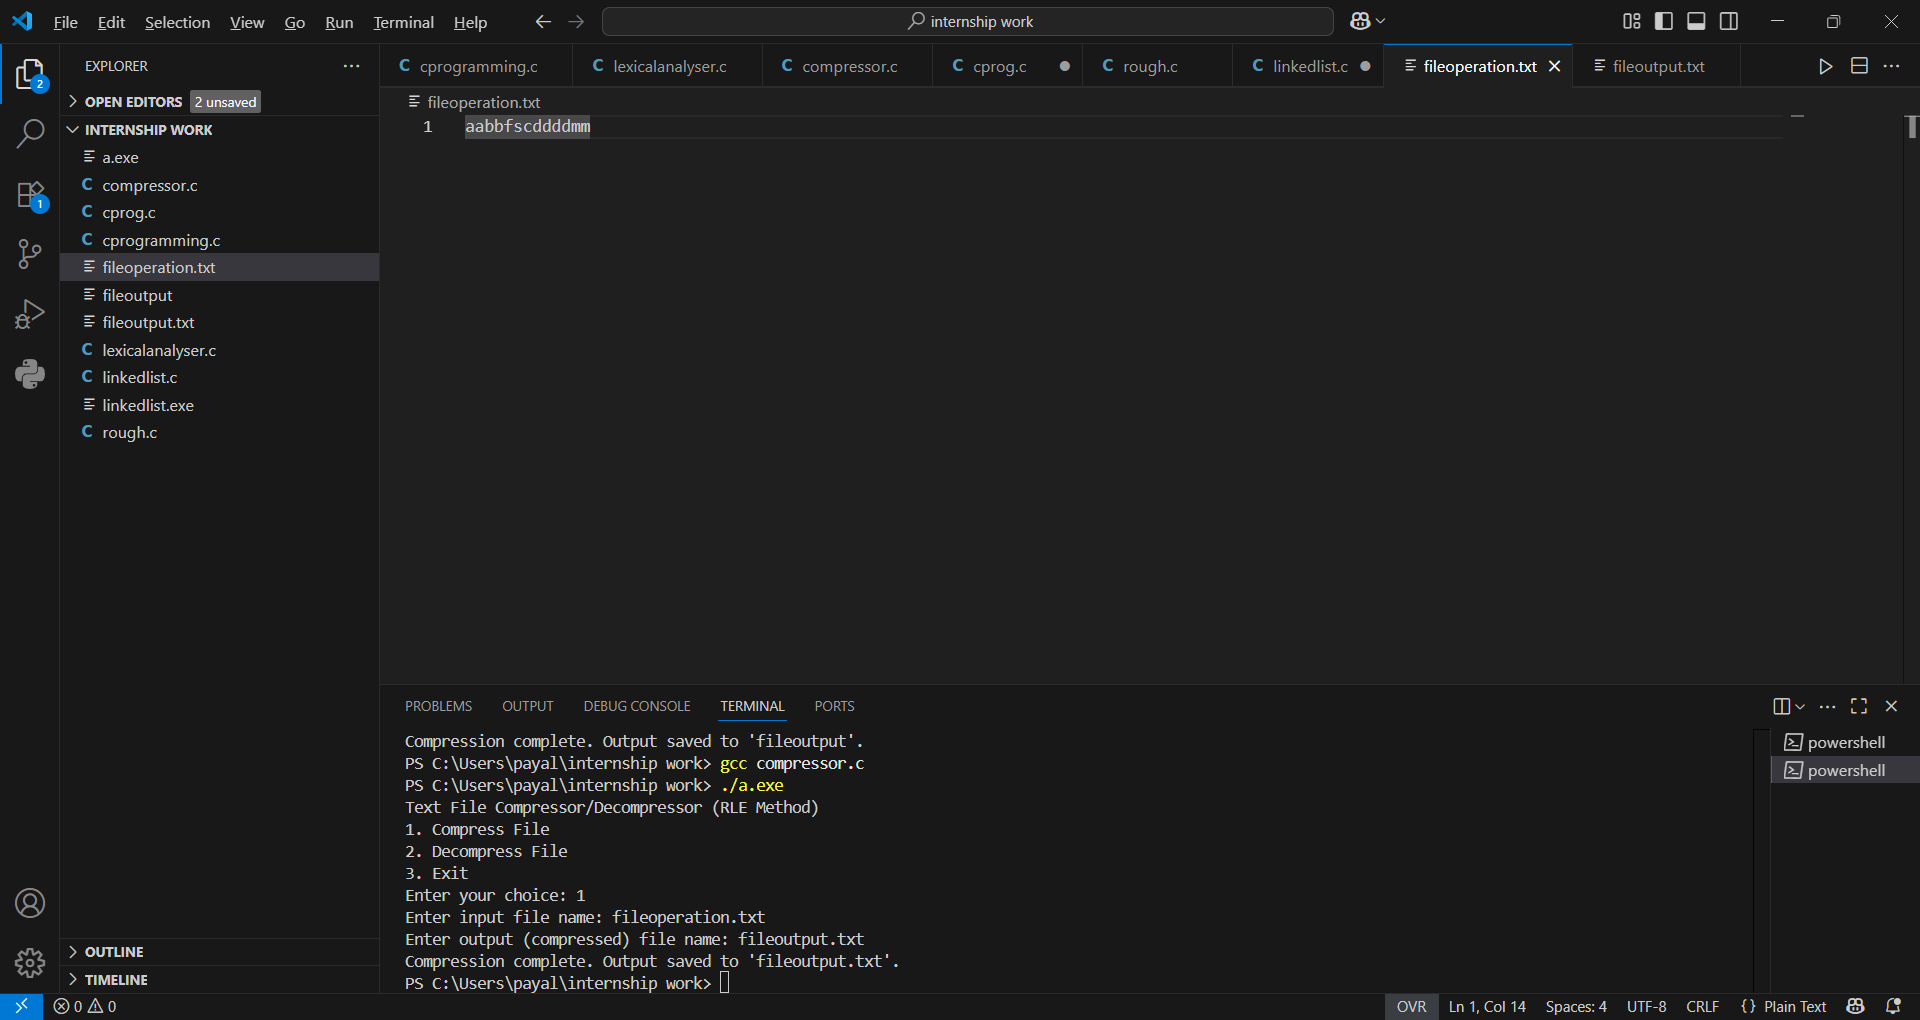 File Edit Selection View Go Run Terminal Help
internship work
EXPLORER
cprogramming.c
lexicalanalyser.c
compressor.c
cprog.c
rough.c
linkedlist.c
fileoperation.txt
fileoutput.txt
2
1
OPEN EDITORS 2 unsaved
INTERNSHIP WORK
a.exe
compressor.c
cprog.c
cprogramming.c
fileoperation.txt
fileoutput
fileoutput.txt
lexicalanalyser.c
linkedlist.c
linkedlist.exe
rough.c
OUTLINE
TIMELINE
fileoperation.txt
1 aabbfscddddmm
PROBLEMS OUTPUT DEBUG CONSOLE TERMINAL PORTS
Compression complete. Output saved to 'fileoutput'.
PS C:\Users\payal\internship work> gcc compressor.c
PS C:\Users\payal\internship work> ./a.exe
Text File Compressor/Decompressor (RLE Method)
1. Compress File
2. Decompress File
3. Exit
Enter your choice: 1
Enter input file name: fileoperation.txt
Enter output (compressed) file name: fileoutput.txt
Compression complete. Output saved to 'fileoutput.txt'.
PS C:\Users\payal\internship work>
powershell
powershell
0 0
OVR Ln 1, Col 14 Spaces: 4 UTF-8 CRLF {} Plain Text